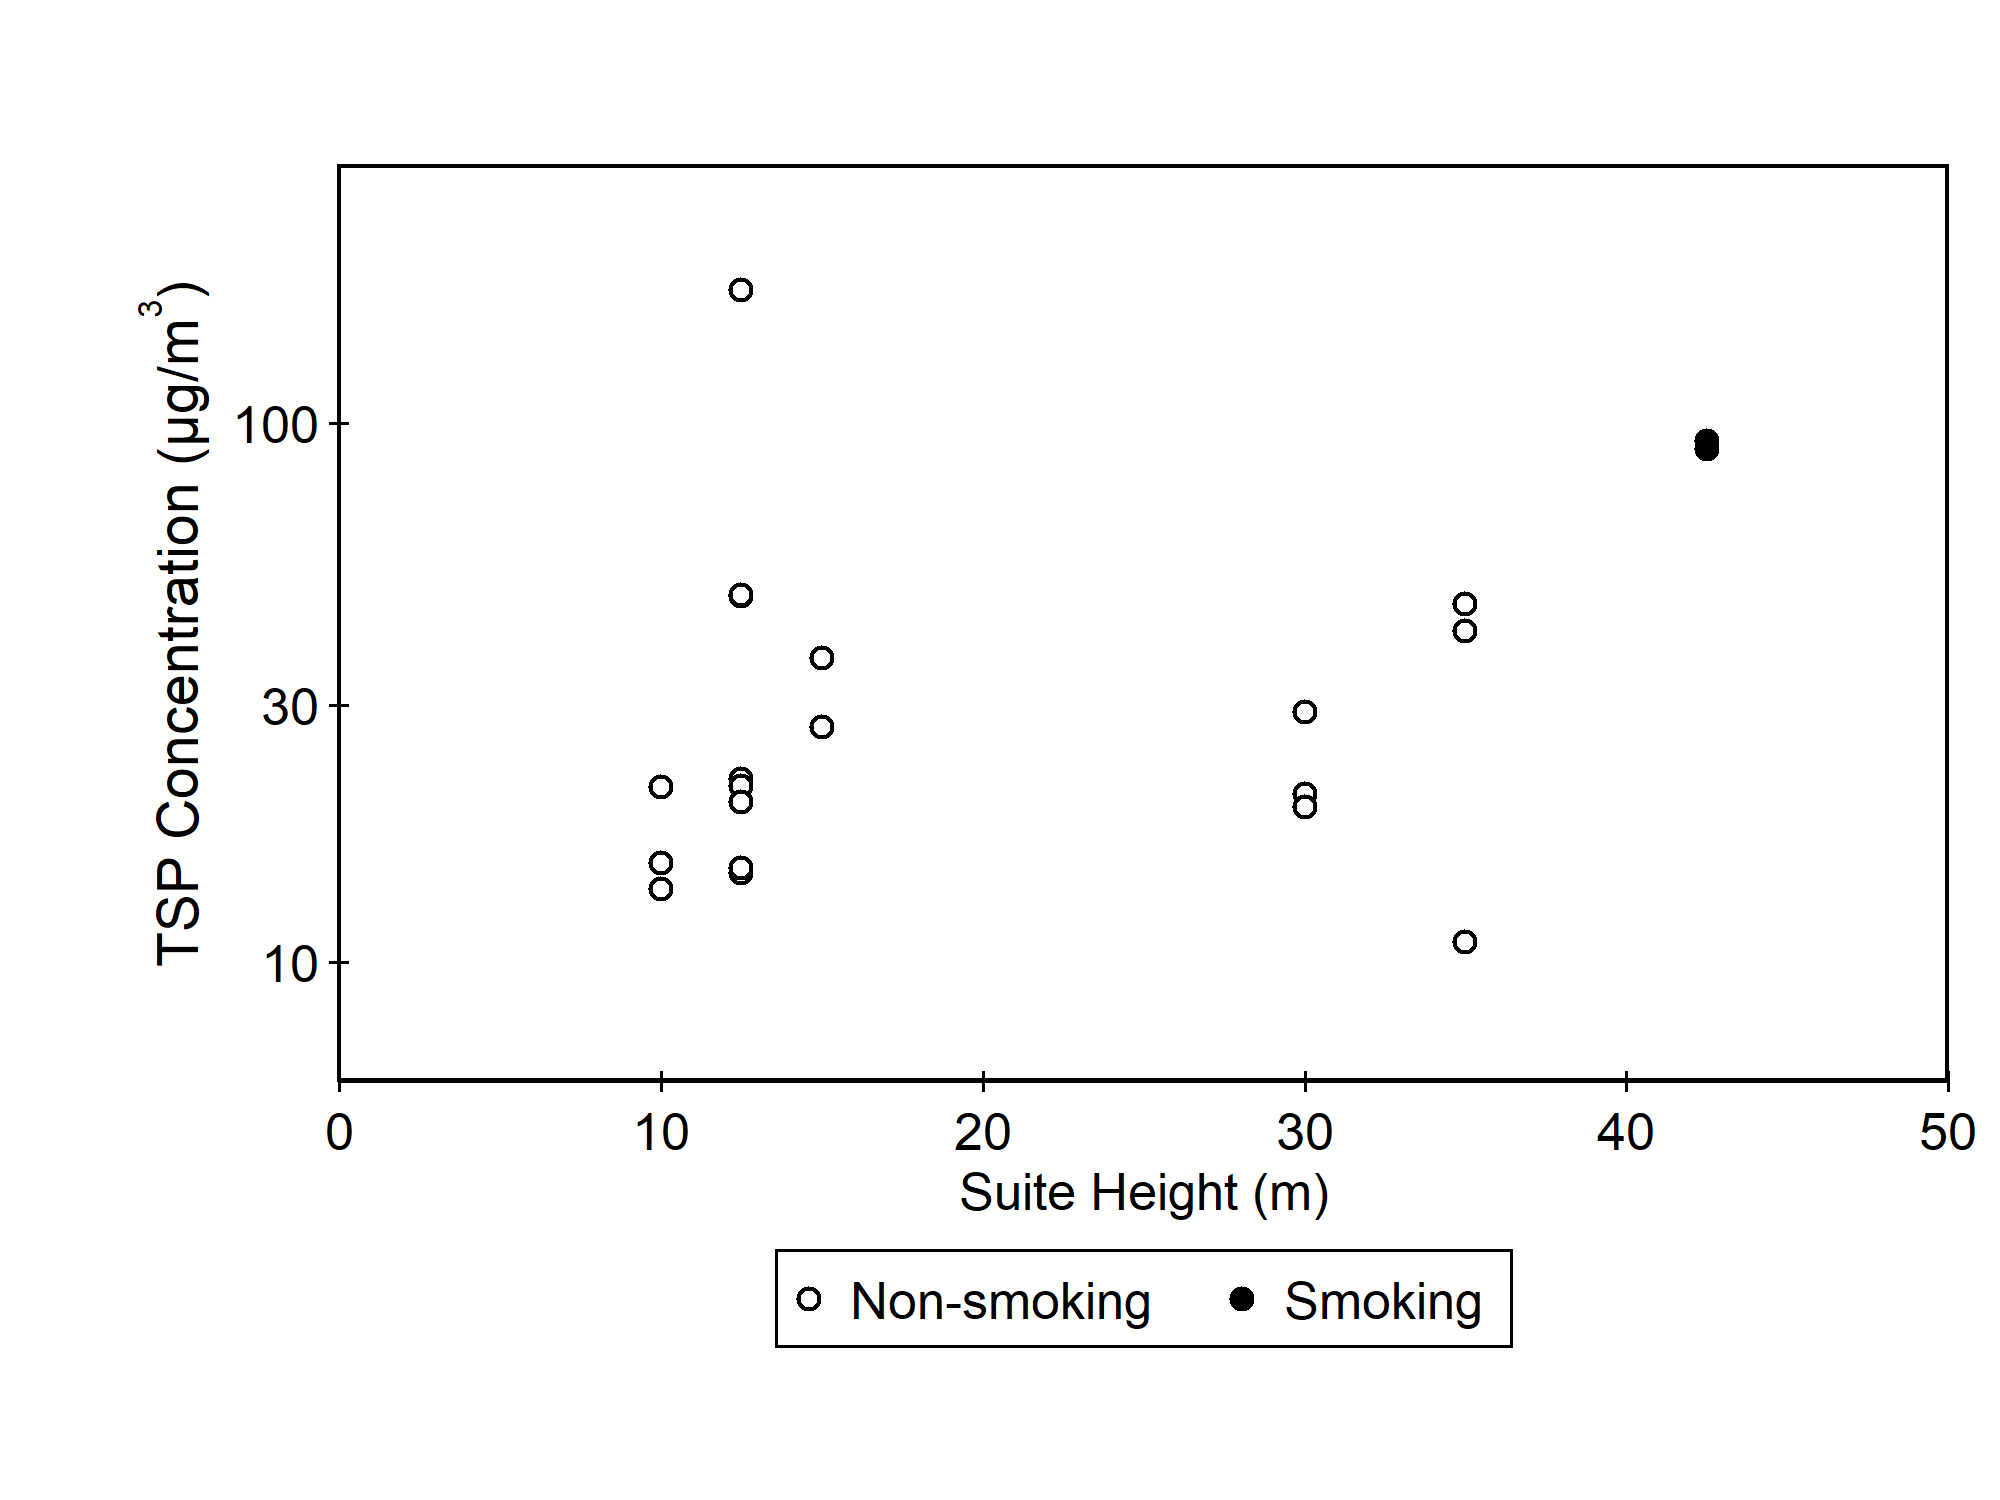 TSP Concentration (µg/m³)
100
30
10
0 10 20 30 40 50
Suite Height (m)
Non-smoking Smoking